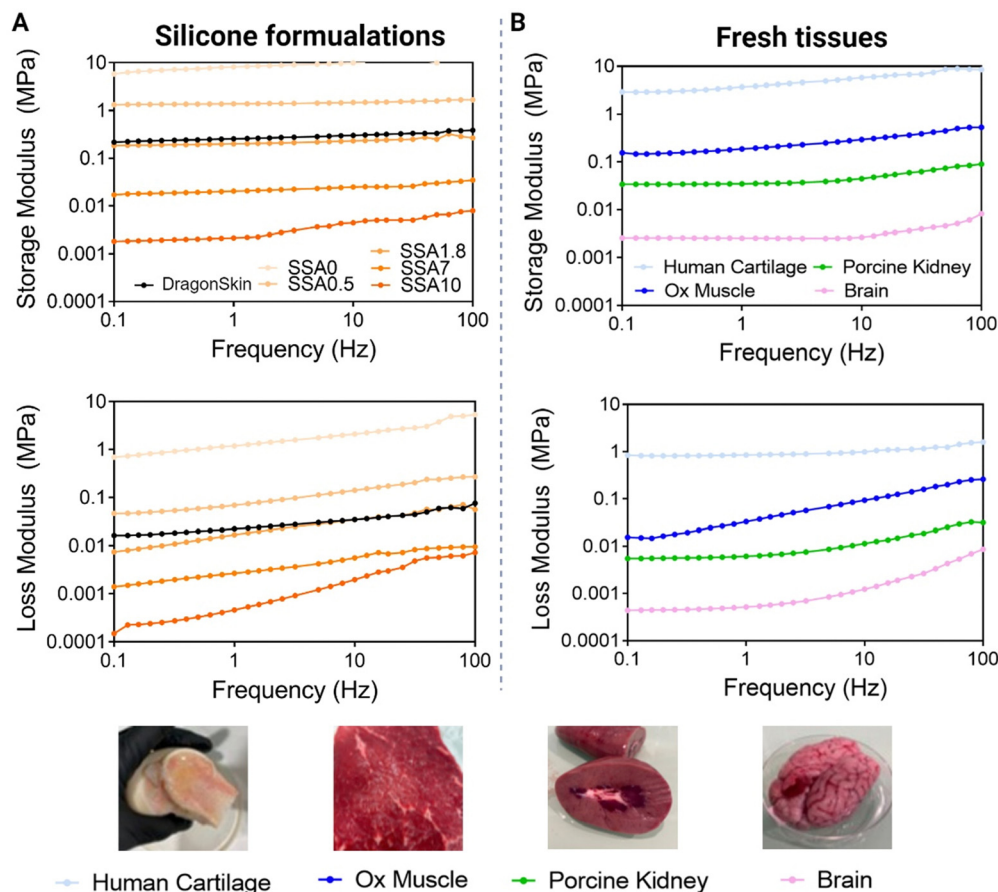 A
Silicone formualations
Storage Modulus (MPa)
10
1
0.1
0.01
0.001
0.0001
DragonSkin
SSA0
SSA0.5
SSA1.8
SSA7
SSA10
0.1 1 10 100
Frequency (Hz)
B
Fresh tissues
Storage Modulus (MPa)
10
1
0.1
0.01
0.001
0.0001
Human Cartilage Porcine Kidney
Ox Muscle Brain
0.1 1 10 100
Frequency (Hz)
Loss Modulus (MPa)
10
1
0.1
0.01
0.001
0.0001
0.1 1 10 100
Frequency (Hz)
Loss Modulus (MPa)
10
1
0.1
0.01
0.001
0.0001
0.1 1 10 100
Frequency (Hz)
Human Cartilage Ox Muscle Porcine Kidney Brain